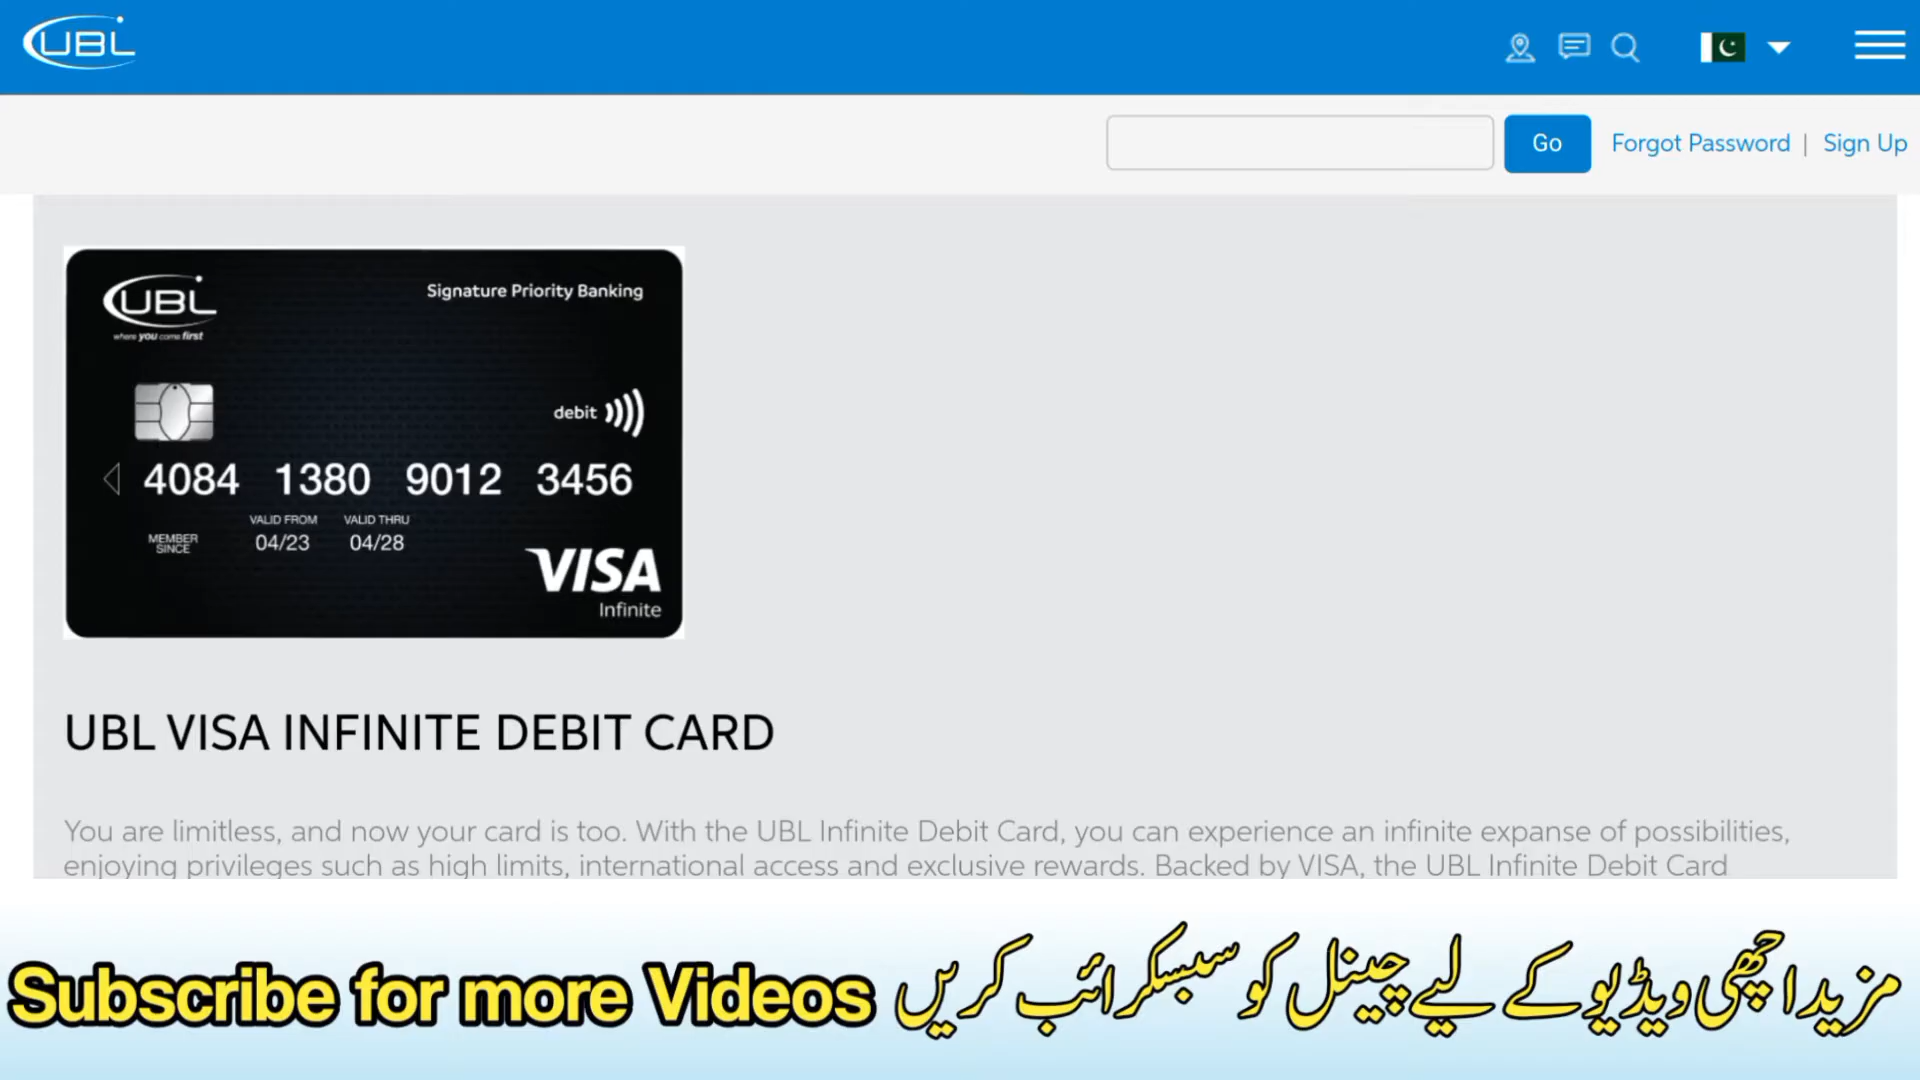 UBL
Go
Forgot Password | Sign Up
UBL
where you come first
Signature Priority Banking
debit
4084 1380 9012 3456
VALID FROM VALID THRU
MEMBER SINCE 04/23 04/28
VISA
Infinite
UBL VISA INFINITE DEBIT CARD
You are limitless, and now your card is too. With the UBL Infinite Debit Card, you can experience an infinite expanse of possibilities,
enjoying privileges such as high limits, international access and exclusive rewards. Backed by VISA, the UBL Infinite Debit Card
Subscribe for more Videos مزید اچھی ویڈیو کے لیے چینل کو سبسکرائب کریں